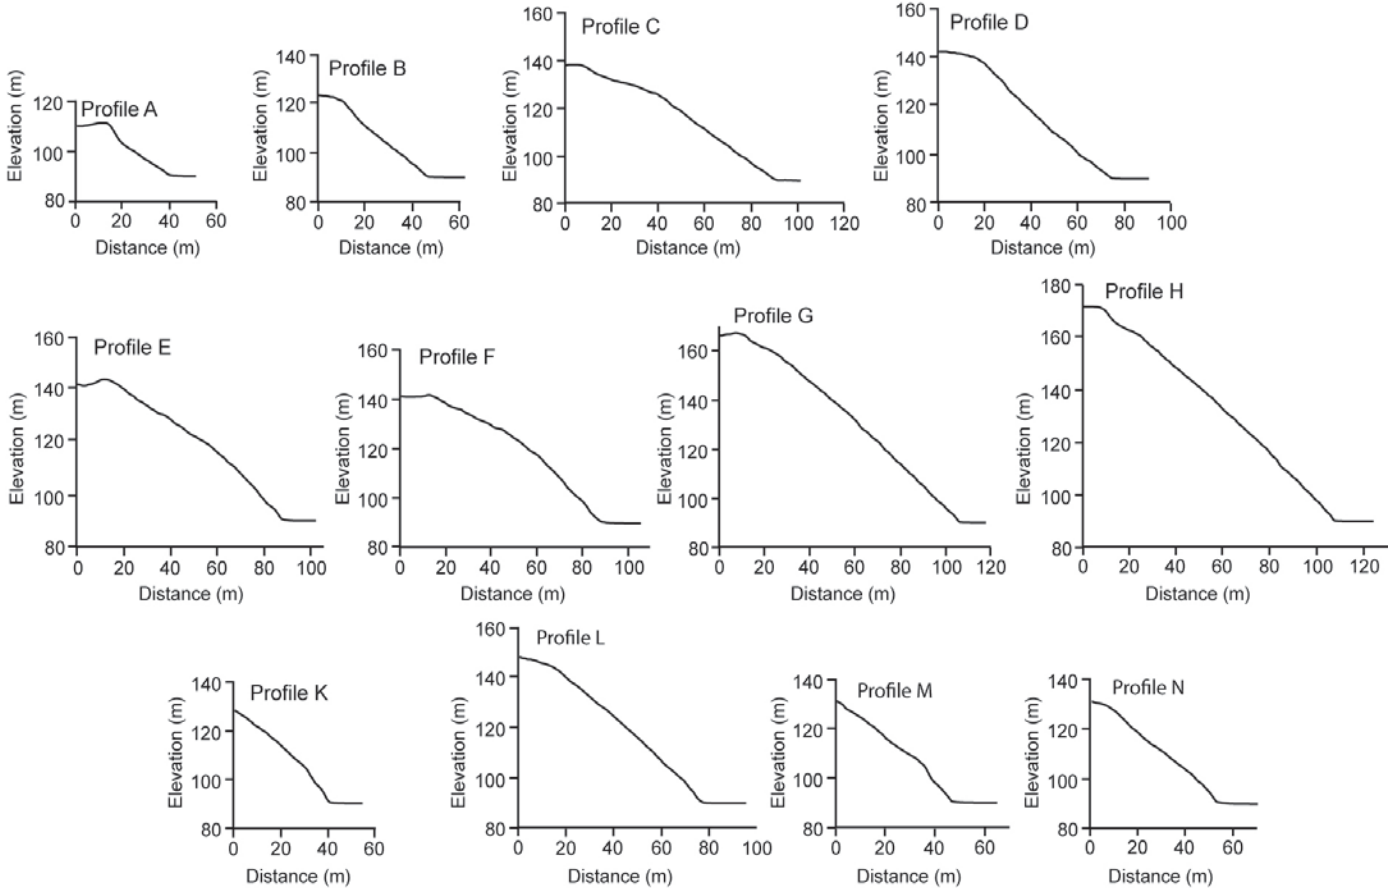 Profile A
Elevation (m)
120
100
80
0 20 40 60
Distance (m)
Profile B
Elevation (m)
140
120
100
80
0 20 40 60
Distance (m)
Profile C
Elevation (m)
160
140
120
100
80
0 20 40 60 80 100 120
Distance (m)
Profile D
Elevation (m)
160
140
120
100
80
0 20 40 60 80 100
Distance (m)
Profile E
Elevation (m)
160
140
120
100
80
0 20 40 60 80 100
Distance (m)
Profile F
Elevation (m)
160
140
120
100
80
0 20 40 60 80 100
Distance (m)
Profile G
Elevation (m)
160
140
120
100
80
0 20 40 60 80 100 120
Distance (m)
Profile H
Elevation (m)
180
160
140
120
100
80
0 20 40 60 80 100 120
Distance (m)
Profile K
Elevation (m)
140
120
100
80
0 20 40 60
Distance (m)
Profile L
Elevation (m)
160
140
120
100
80
0 20 40 60 80 100
Distance (m)
Profile M
Elevation (m)
140
120
100
80
0 20 40 60
Distance (m)
Profile N
Elevation (m)
140
120
100
80
0 20 40 60
Distance (m)